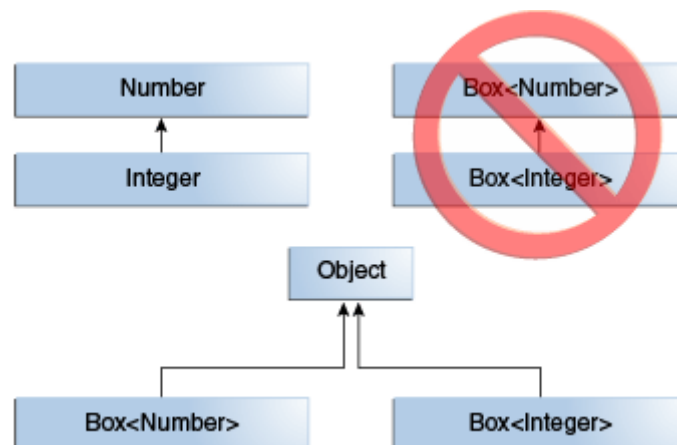 Number
Box<Number>
Integer
Box<Integer>
Object
Box<Number>
Box<Integer>